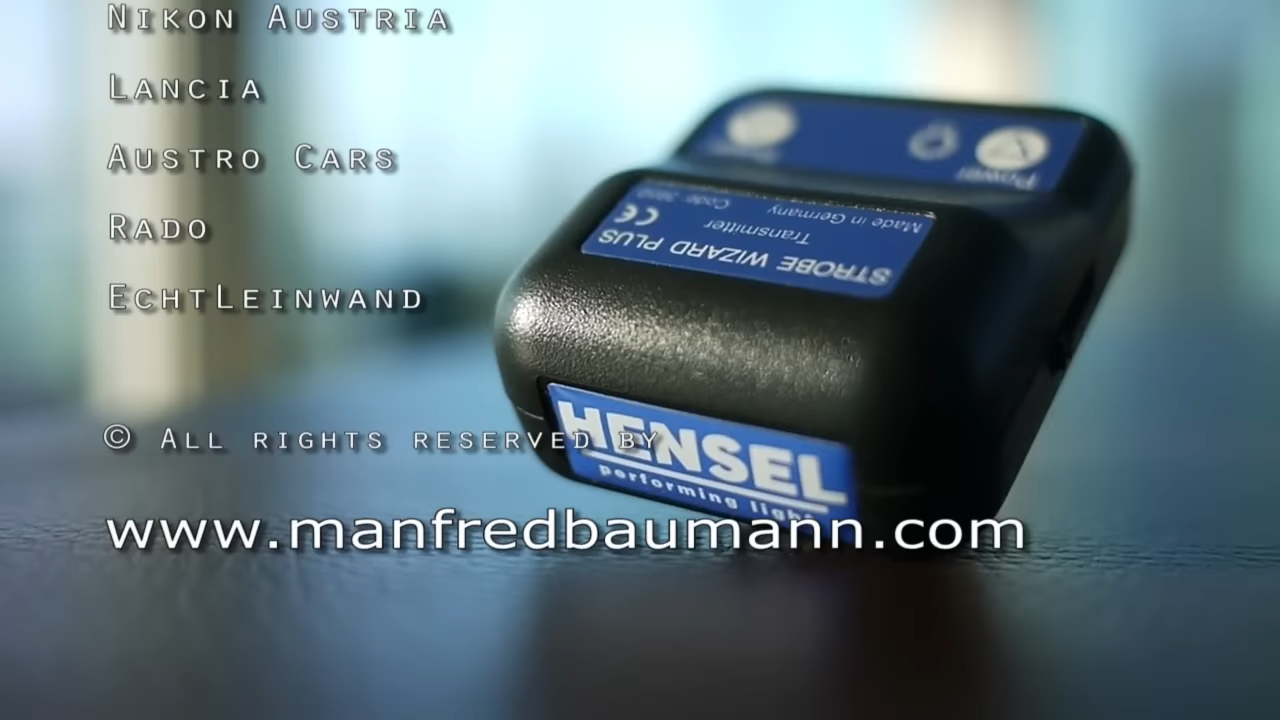 NIKON AUSTRIA
LANCIA
AUSTRO CARS
RADO
ECHTLEINWAND
© ALL RIGHTS RESERVED BY
www.manfredbaumann.com
Power
STROBE WIZARD PLUS
Transmitter
Made in Germany Code
CE
HENSEL
performing light